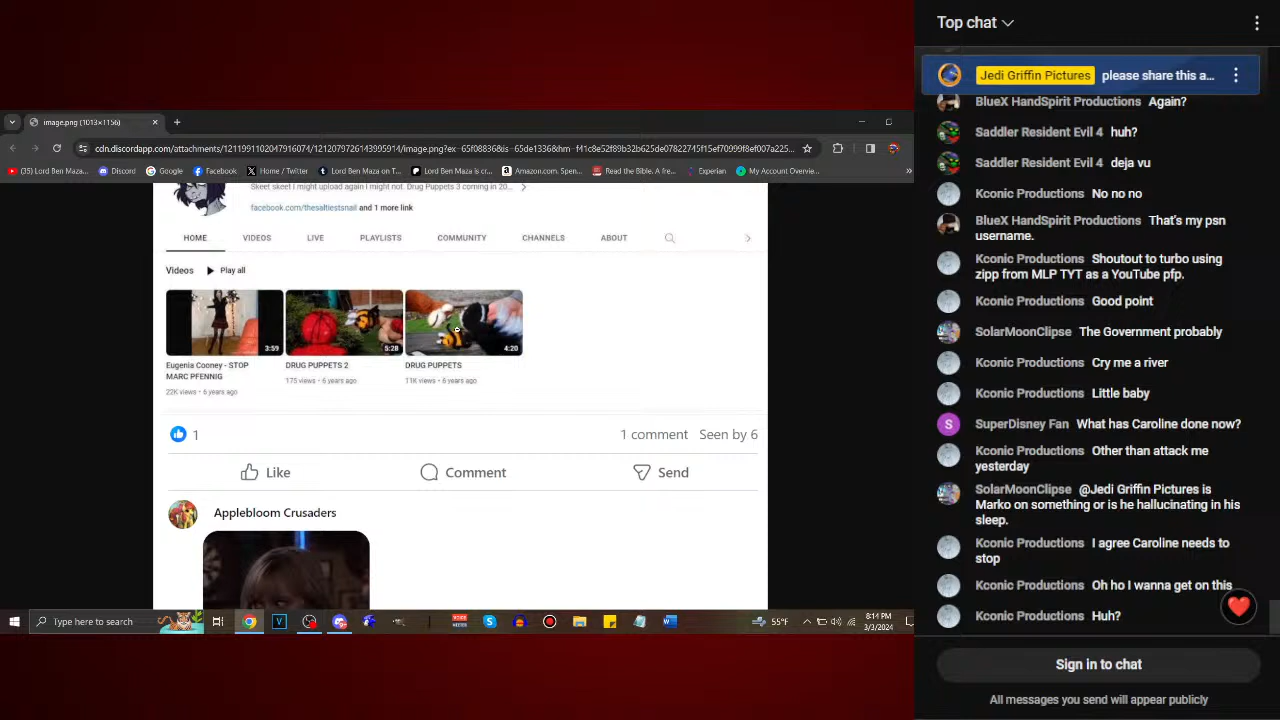 image.png (1013×1156)
cdn.discordapp.com/attachments/1211991102047916074/1212079726143995914/image.png?ex=65f08836&is=65de1336&hm=f41c8e52f89b32b625de07822745f15ef70999f8ef007a225...
(35) Lord Ben Maza...
Discord
Google
Facebook
Home / Twitter
Lord Ben Maza on T...
Lord Ben Maza is cr...
Amazon.com. Spen...
Read the Bible. A fre...
Experian
My Account Overvie...
»
Skeet skeet I might upload again I might not. Drug Puppets 3 coming in 20...
facebook.com/thesaltiestsnail and 1 more link
HOME VIDEOS LIVE PLAYLISTS COMMUNITY CHANNELS ABOUT
Videos Play all
3:59 5:28 4:20
Eugenia Cooney - STOP
MARC PFENNIG
22K views • 6 years ago
DRUG PUPPETS 2
175 views • 6 years ago
DRUG PUPPETS
11K views • 6 years ago
1
1 comment Seen by 6
Like Comment Send
Applebloom Crusaders
Type here to search
55°F
8:14 PM
3/3/2024
Top chat
Jedi Griffin Pictures please share this a...
BlueX HandSpirit Productions Again?
Saddler Resident Evil 4 huh?
Saddler Resident Evil 4 deja vu
Kconic Productions No no no
BlueX HandSpirit Productions That's my psn
username.
Kconic Productions Shoutout to turbo using
zipp from MLP TYT as a YouTube pfp.
Kconic Productions Good point
SolarMoonClipse The Government probably
Kconic Productions Cry me a river
Kconic Productions Little baby
S
SuperDisney Fan What has Caroline done now?
Kconic Productions Other than attack me
yesterday
SolarMoonClipse @Jedi Griffin Pictures is
Marko on something or is he hallucinating in his
sleep.
Kconic Productions I agree Caroline needs to
stop
Kconic Productions Oh ho I wanna get on this
Kconic Productions Huh?
Sign in to chat
All messages you send will appear publicly